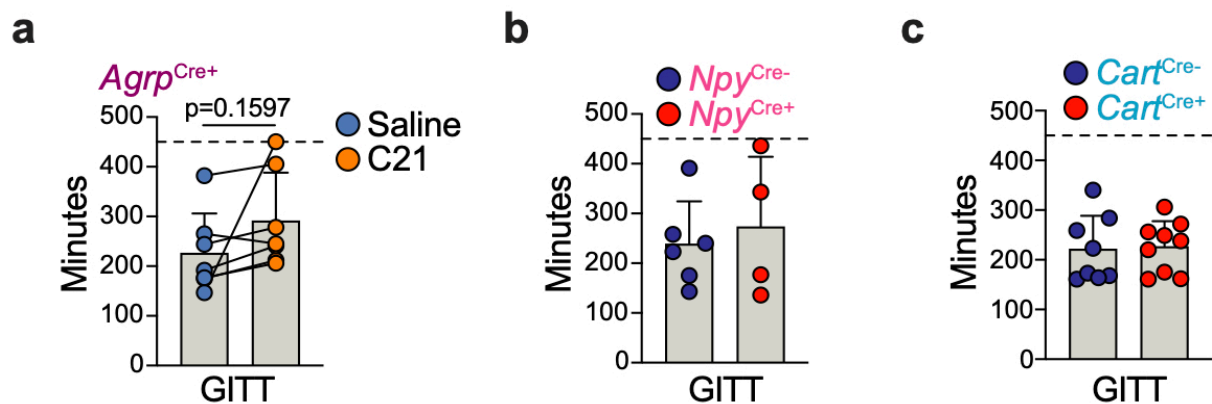 a
Agrp^Cre+
p=0.1597
Saline
C21
500
400
300
200
100
0
Minutes
GITT
b
Npy^Cre-
Npy^Cre+
500
400
300
200
100
0
Minutes
GITT
c
Cart^Cre-
Cart^Cre+
500
400
300
200
100
0
Minutes
GITT